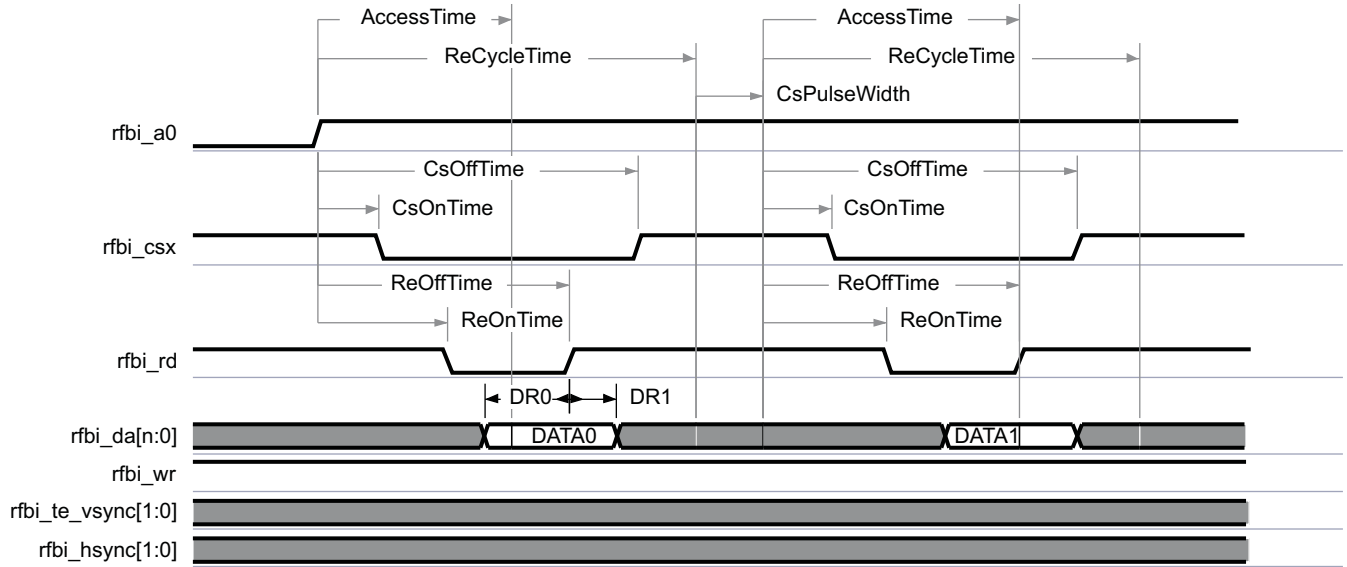 AccessTime AccessTime
ReCycleTime ReCycleTime
CsPulseWidth
rfbi_a0
CsOffTime CsOffTime
CsOnTime CsOnTime
rfbi_csx
ReOffTime ReOffTime
ReOnTime ReOnTime
rfbi_rd
DR0 DR1
rfbi_da[n:0] DATA0 DATA1
rfbi_wr
rfbi_te_vsync[1:0]
rfbi_hsync[1:0]